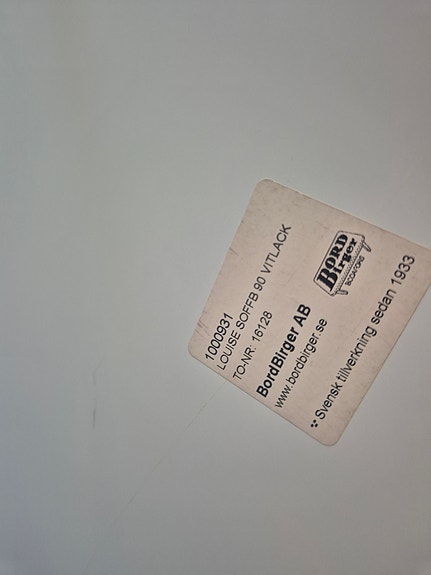 1000931
LOUISE SOFFB 90 VITLACK
TO-NR: 16128
BordBirger AB
www.bordbirger.se
BORD
Birger
BODAFORS
Svensk tillverkning sedan 1933